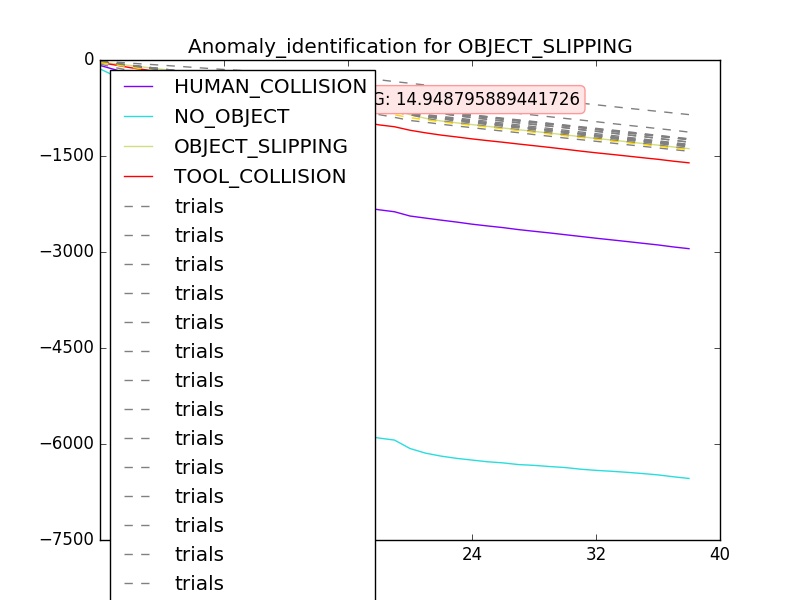 Anomaly_identification for OBJECT_SLIPPING
0
−1500
−3000
−4500
−6000
−7500
HUMAN_COLLISION
NO_OBJECT
OBJECT_SLIPPING
TOOL_COLLISION
trials
trials
trials
trials
trials
trials
trials
trials
trials
trials
trials
trials
trials
trials
G: 14.948795889441726
24
32
40